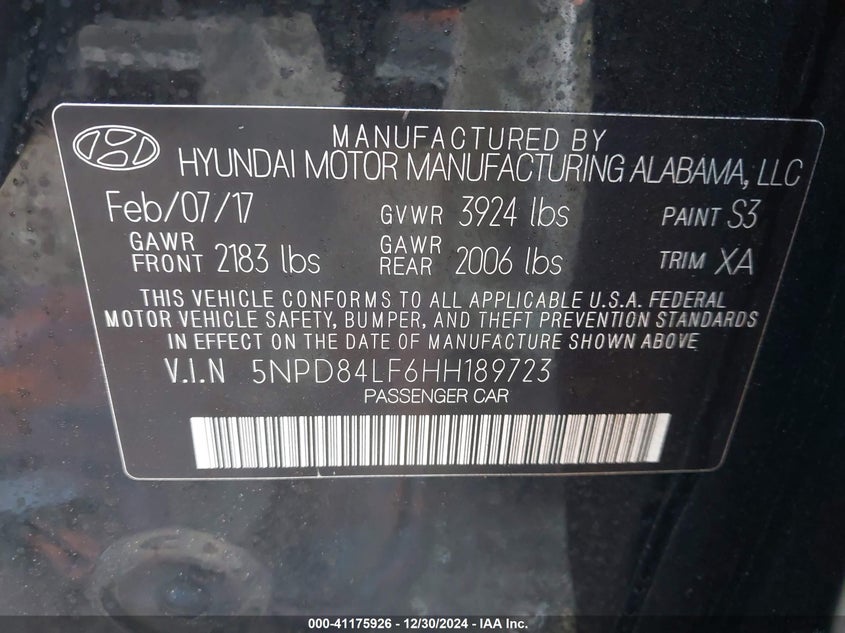 MANUFACTURED BY
HYUNDAI MOTOR MANUFACTURING ALABAMA, LLC
Feb/07/17 GVWR 3924 lbs PAINT S3
GAWR FRONT 2183 lbs GAWR REAR 2006 lbs TRIM XA
THIS VEHICLE CONFORMS TO ALL APPLICABLE U.S.A. FEDERAL
MOTOR VEHICLE SAFETY, BUMPER, AND THEFT PREVENTION STANDARDS
IN EFFECT ON THE DATE OF MANUFACTURE SHOWN ABOVE
V.I.N 5NPD84LF6HH189723
PASSENGER CAR
000-41175926 - 12/30/2024 - IAA Inc.